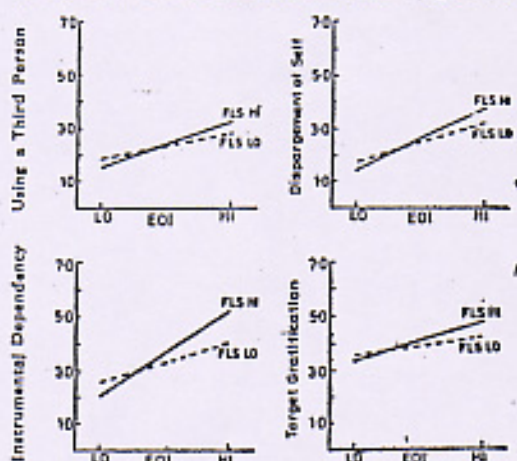 Using a Third Person
70
50
30
10
FLS HI
FLS LO
LO EOI HI
Dispargement of Self
70
50
30
10
FLS HI
FLS LO
LO EOI HI
Instrumental Dependency
70
50
30
10
FLS HI
FLS LO
LO EOI HI
Target Gratification
70
50
30
10
FLS HI
FLS LO
LO EOI HI